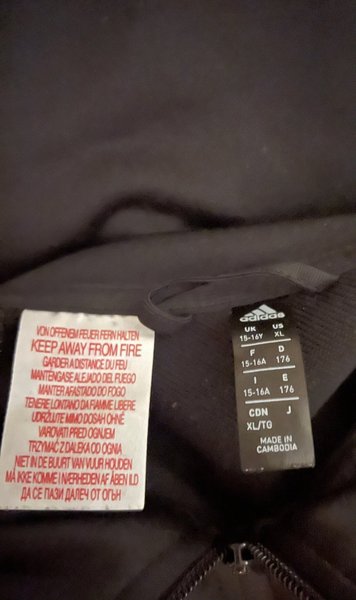 VON OFFENEM FEUER FERN HALTEN
KEEP AWAY FROM FIRE
GARDER A DISTANCE DU FEU
MANTÉNGASE ALEJADO DEL FUEGO
MANTER AFASTADO DO FOGO
TENERE LONTANO DA FIAMME LIBERE
UDRŽUJTE MIMO DOSAH OHNĚ
VAROVATI PRED OGNJEM
TRZYMAĆ Z DALEKA OD OGNIA
NIET IN DE BUURT VAN VUUR HOUDEN
MÅ IKKE KOMME I NÆRHEDEN AF ÅBEN ILD
ДА СЕ ПАЗИ ДАЛЕЧ ОТ ОГЪН
adidas
UK US
15-16Y XL
F D
15-16A 176
I E
15-16A 176
CDN J
XL/TG
MADE IN
CAMBODIA